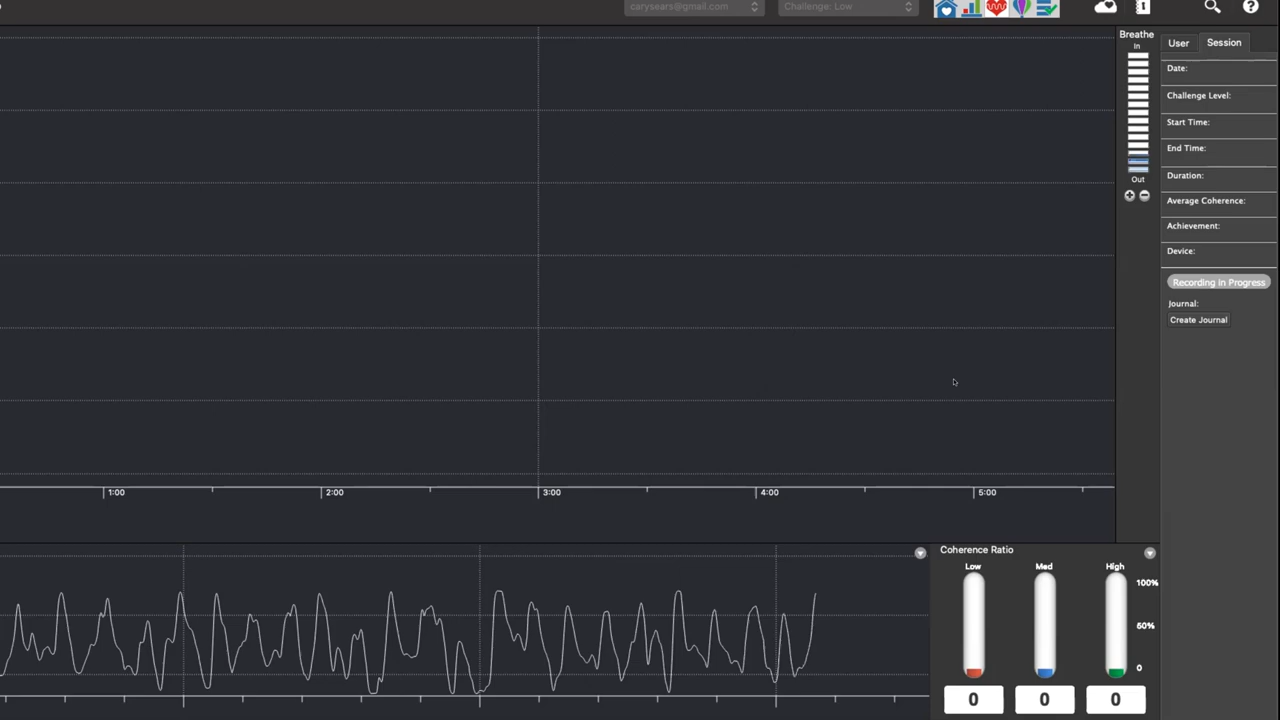 carysears@gmail.com
Challenge: Low
Breathe
In
Out
User
Session
Date:
Challenge Level:
Start Time:
End Time:
Duration:
Average Coherence:
Achievement:
Device:
Recording in Progress
Journal:
Create Journal
1:00
2:00
3:00
4:00
5:00
Coherence Ratio
Low
Med
High
100%
50%
0
0
0
0